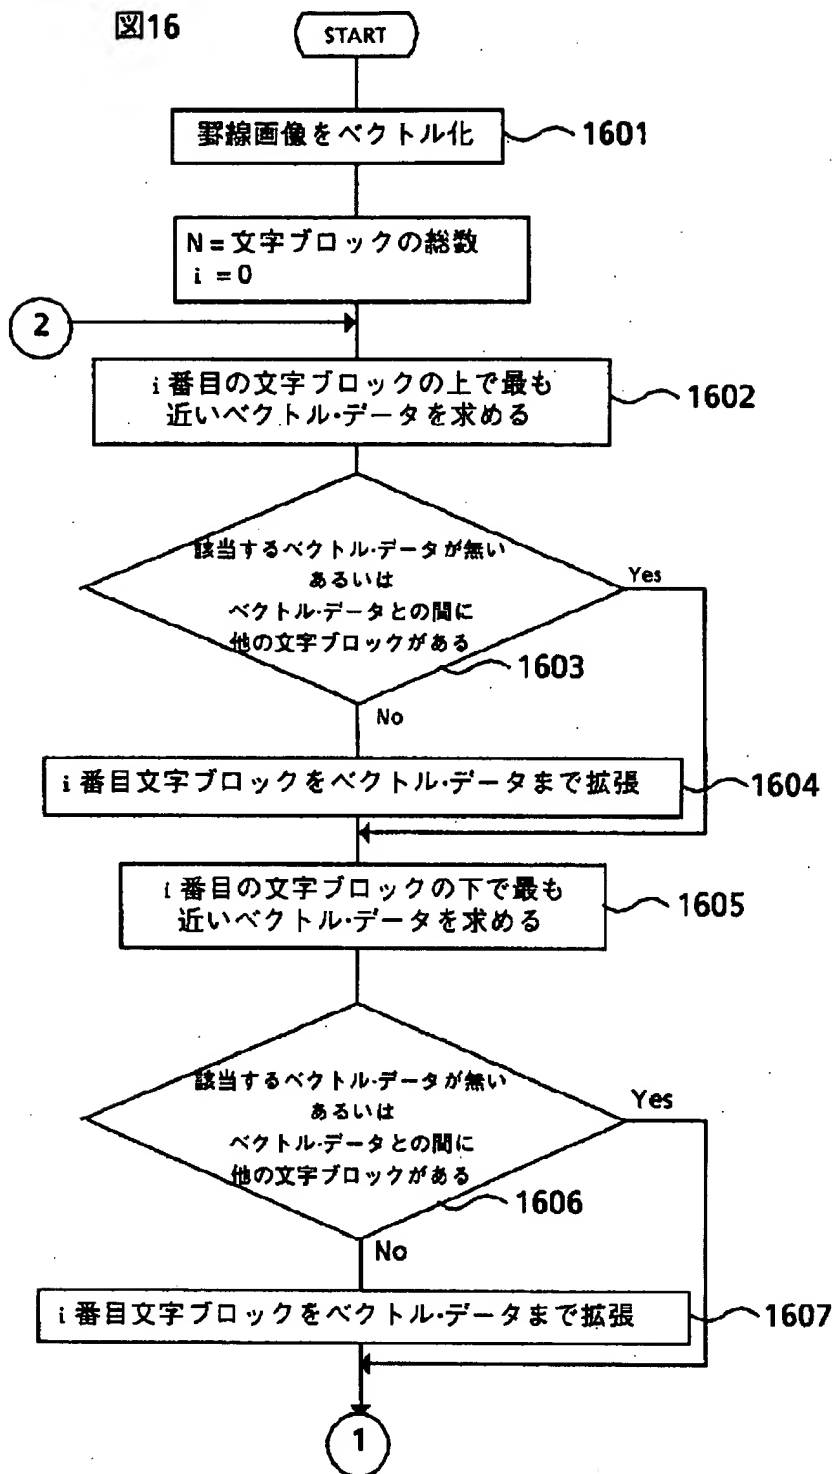 図16
START
罫線画像をベクトル化
1601
N=文字ブロックの総数
i =0
2
i 番目の文字ブロックの上で最も
近いベクトル・データを求める
1602
該当するベクトル・データが無い
あるいは
ベクトル・データとの間に
他の文字ブロックがある
Yes
1603
No
i 番目文字ブロックをベクトル・データまで拡張
1604
i 番目の文字ブロックの下で最も
近いベクトル・データを求める
1605
該当するベクトル・データが無い
あるいは
ベクトル・データとの間に
他の文字ブロックがある
Yes
1606
No
i 番目文字ブロックをベクトル・データまで拡張
1607
1